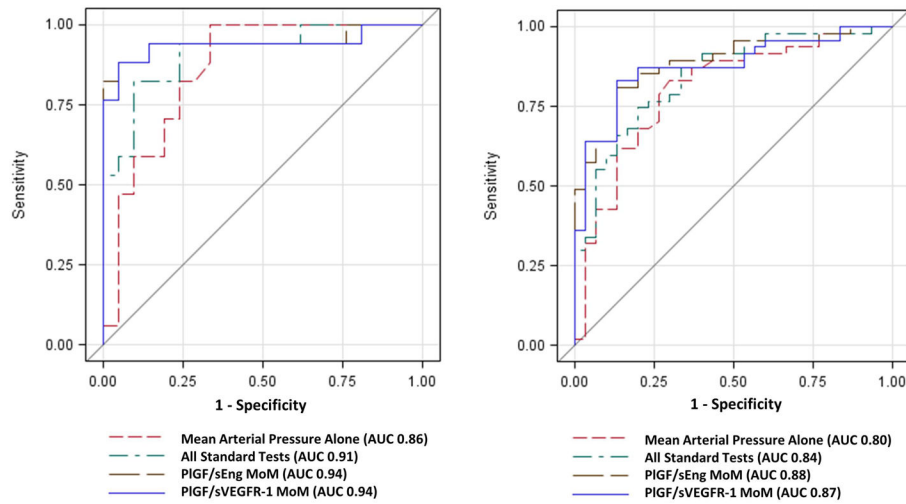 1.00
0.75
0.50
0.25
0.00
Sensitivity
0.00 0.25 0.50 0.75 1.00
1 - Specificity
Mean Arterial Pressure Alone (AUC 0.86)
All Standard Tests (AUC 0.91)
PlGF/sEng MoM (AUC 0.94)
PlGF/sVEGFR-1 MoM (AUC 0.94)
1.00
0.75
0.50
0.25
0.00
Sensitivity
0.00 0.25 0.50 0.75 1.00
1 - Specificity
Mean Arterial Pressure Alone (AUC 0.80)
All Standard Tests (AUC 0.84)
PlGF/sEng MoM (AUC 0.88)
PlGF/sVEGFR-1 MoM (AUC 0.87)